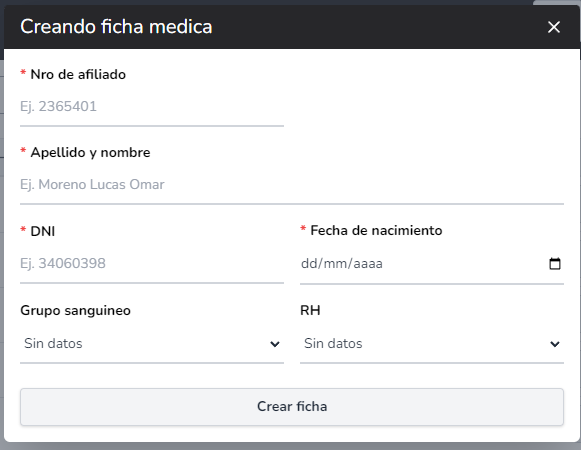 Creando ficha medica
* Nro de afiliado
Ej. 2365401
* Apellido y nombre
Ej. Moreno Lucas Omar
* DNI
* Fecha de nacimiento
Ej. 34060398
dd/mm/aaaa
Grupo sanguineo
RH
Sin datos
Sin datos
Crear ficha